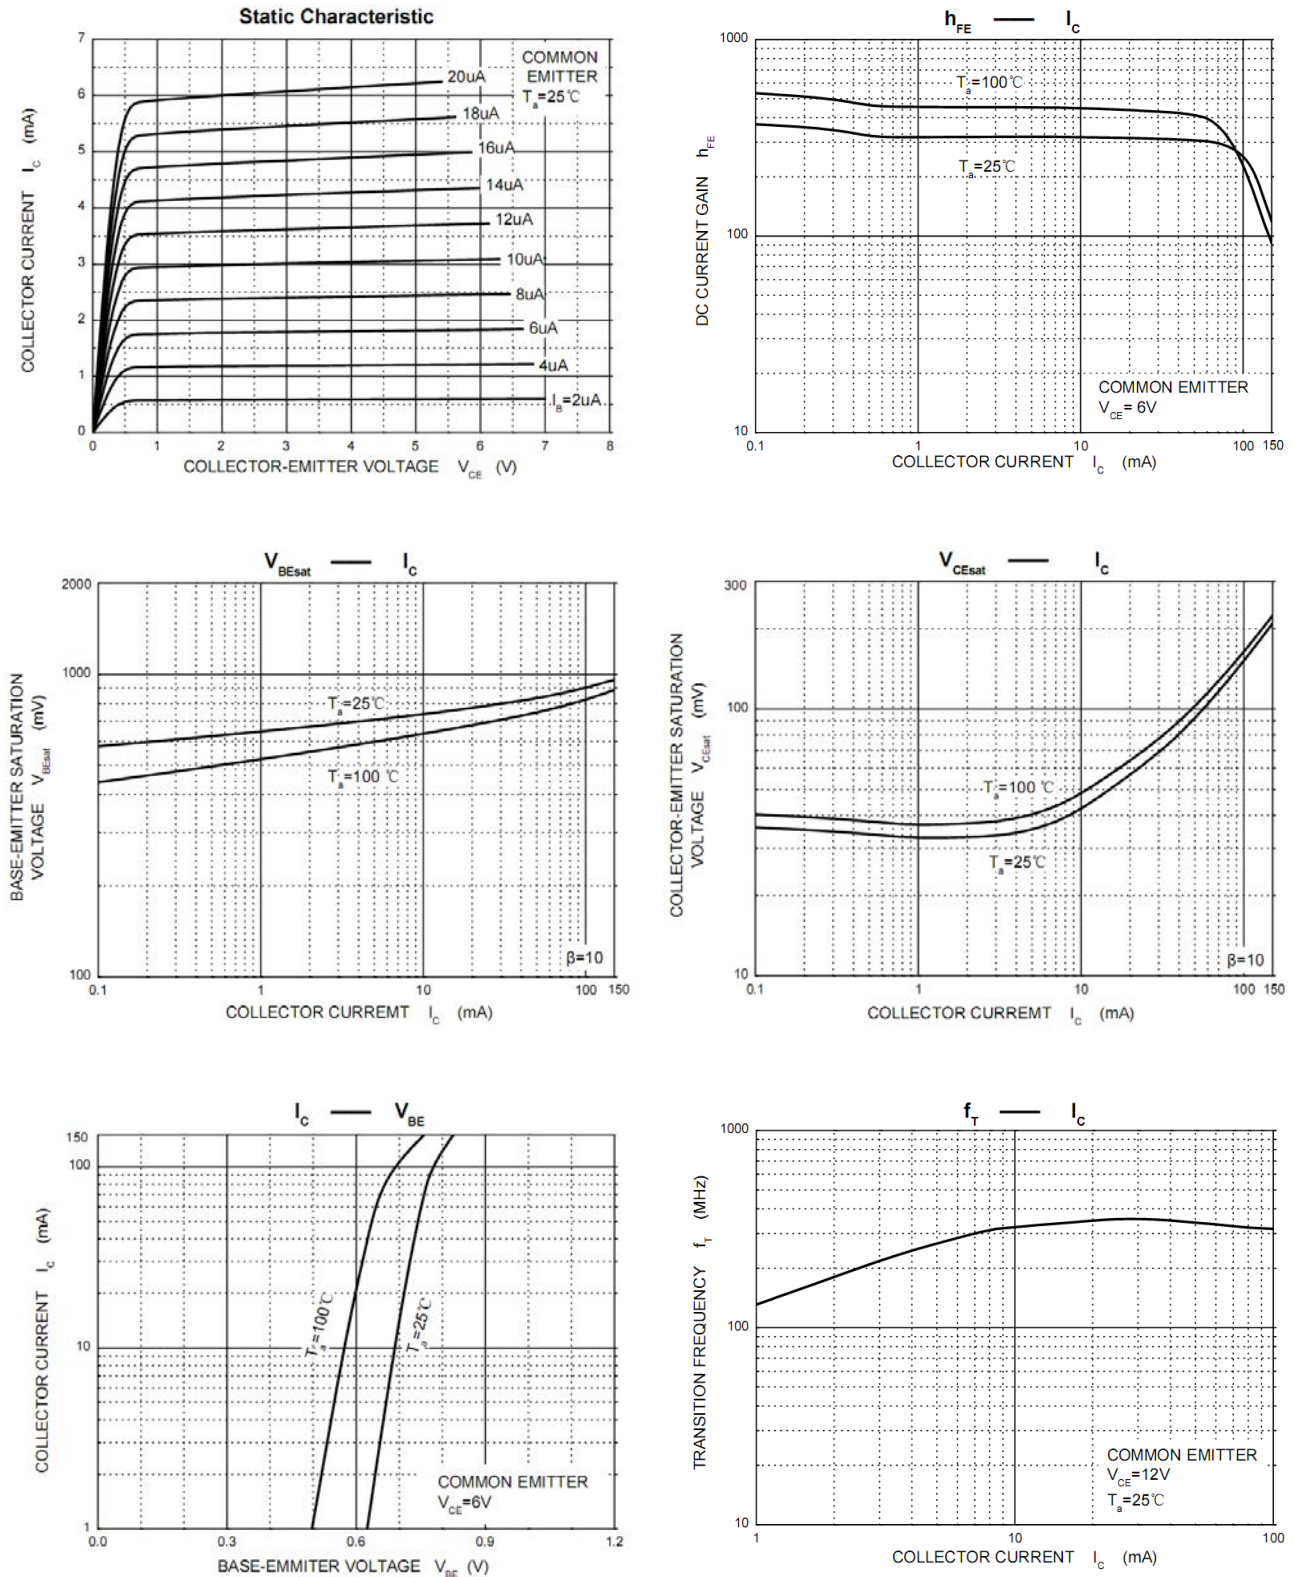 Static Characteristic
COLLECTOR CURRENT I_C (mA)
7
6
5
4
3
2
1
0
COMMON
EMITTER
T_a=25℃
20uA
18uA
16uA
14uA
12uA
10uA
8uA
6uA
4uA
I_B=2uA
0 1 2 3 4 5 6 7 8
COLLECTOR-EMITTER VOLTAGE V_CE (V)
h_FE — I_C
DC CURRENT GAIN h_FE
1000
100
10
T_a=100℃
T_a=25℃
COMMON EMITTER
V_CE= 6V
0.1 1 10 100 150
COLLECTOR CURRENT I_C (mA)
V_BEsat — I_C
BASE-EMITTER SATURATION
VOLTAGE V_BEsat (mV)
2000
1000
100
T_a=25℃
T_a=100 ℃
β=10
0.1 1 10 100 150
COLLECTOR CURREMT I_C (mA)
V_CEsat — I_C
COLLECTOR-EMITTER SATURATION
VOLTAGE V_CEsat (mV)
300
100
10
T_a=100 ℃
T_a=25℃
β=10
0.1 1 10 100 150
COLLECTOR CURREMT I_C (mA)
I_C — V_BE
COLLECTOR CURRENT I_C (mA)
150
100
10
1
T_a=100℃
T_a=25℃
COMMON EMITTER
V_CE=6V
0.0 0.3 0.6 0.9 1.2
BASE-EMMITER VOLTAGE V_BE (V)
f_T — I_C
TRANSITION FREQUENCY f_T (MHz)
1000
100
10
COMMON EMITTER
V_CE=12V
T_a=25℃
1 10 100
COLLECTOR CURRENT I_C (mA)